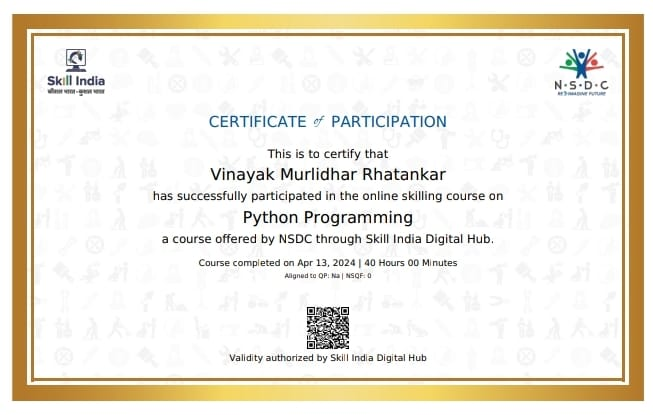 Skill India
कौशल भारत - कुशल भारत
N·S·D·C
RE-IMAGINE FUTURE
CERTIFICATE of PARTICIPATION
This is to certify that
Vinayak Murlidhar Rhatankar
has successfully participated in the online skilling course on
Python Programming
a course offered by NSDC through Skill India Digital Hub.
Course completed on Apr 13, 2024 | 40 Hours 00 Minutes
Aligned to QP: Na | NSQF: 0
Validity authorized by Skill India Digital Hub